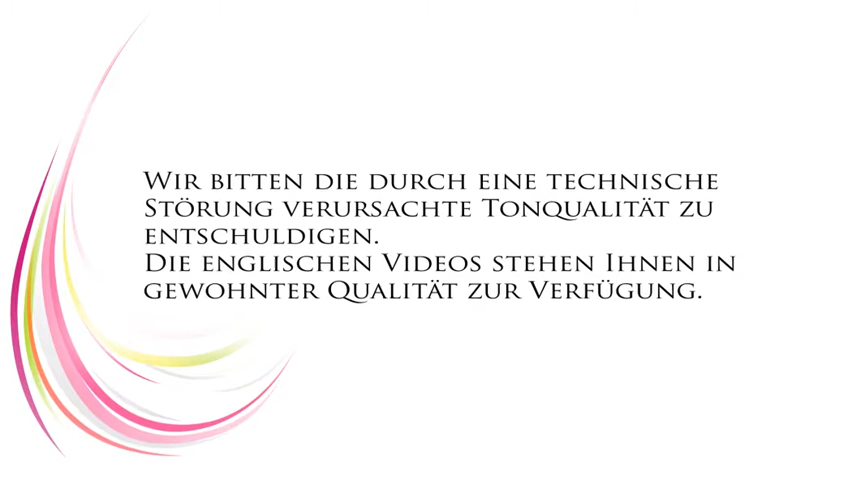 Wir bitten die durch eine technische
Störung verursachte Tonqualität zu
entschuldigen.
Die englischen Videos stehen Ihnen in
gewohnter Qualität zur Verfügung.